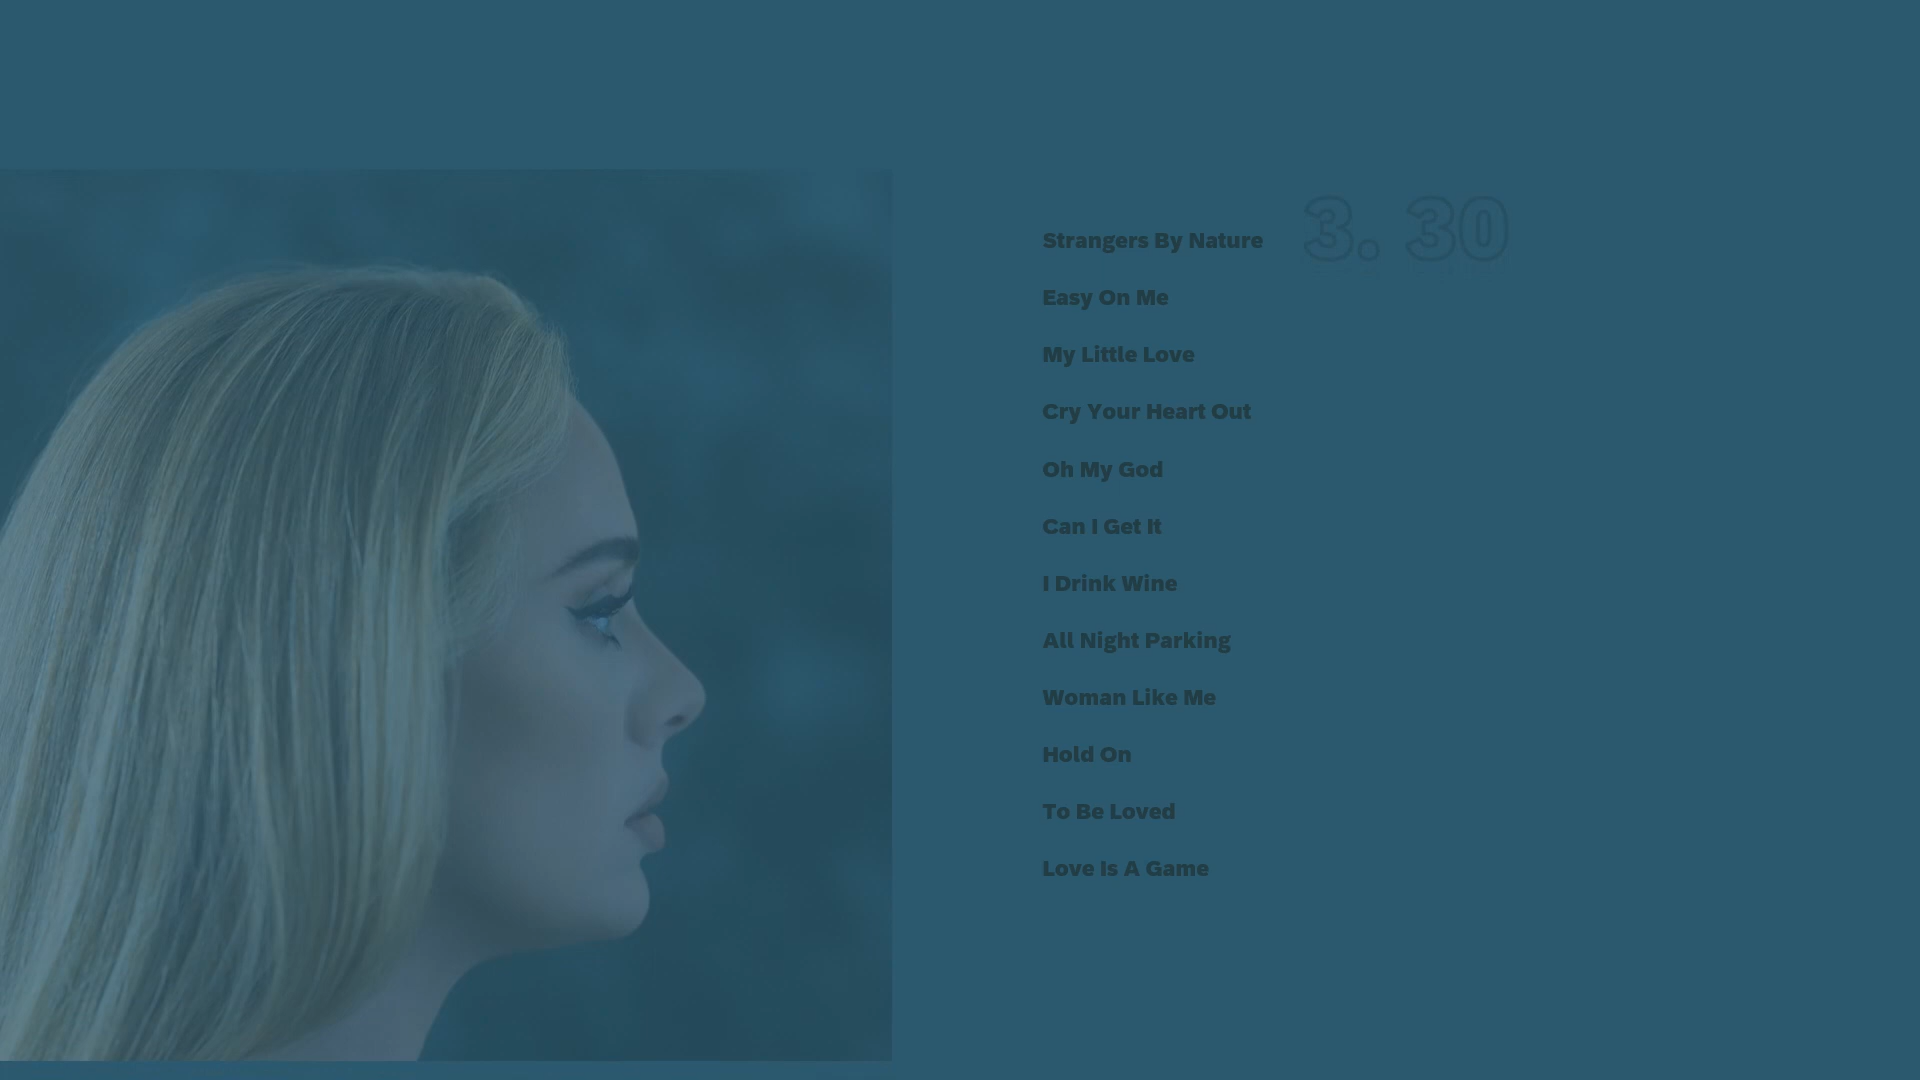 3. 30
Strangers By Nature
Easy On Me
My Little Love
Cry Your Heart Out
Oh My God
Can I Get It
I Drink Wine
All Night Parking
Woman Like Me
Hold On
To Be Loved
Love Is A Game